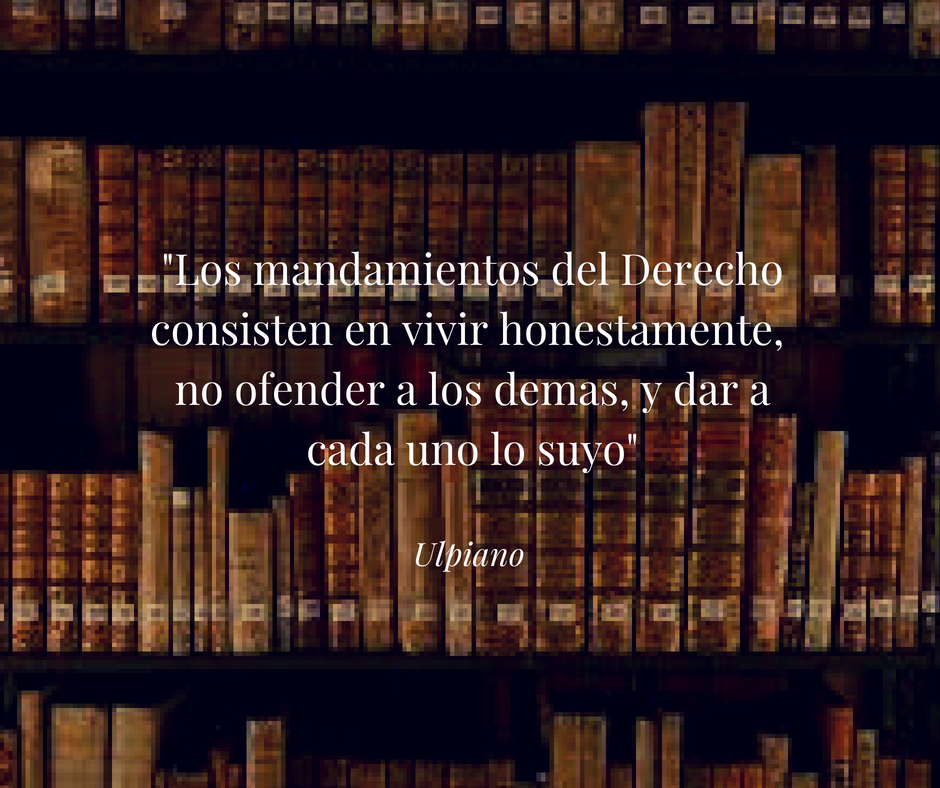 "Los mandamientos del Derecho
consisten en vivir honestamente,
no ofender a los demas, y dar a
cada uno lo suyo"
Ulpiano